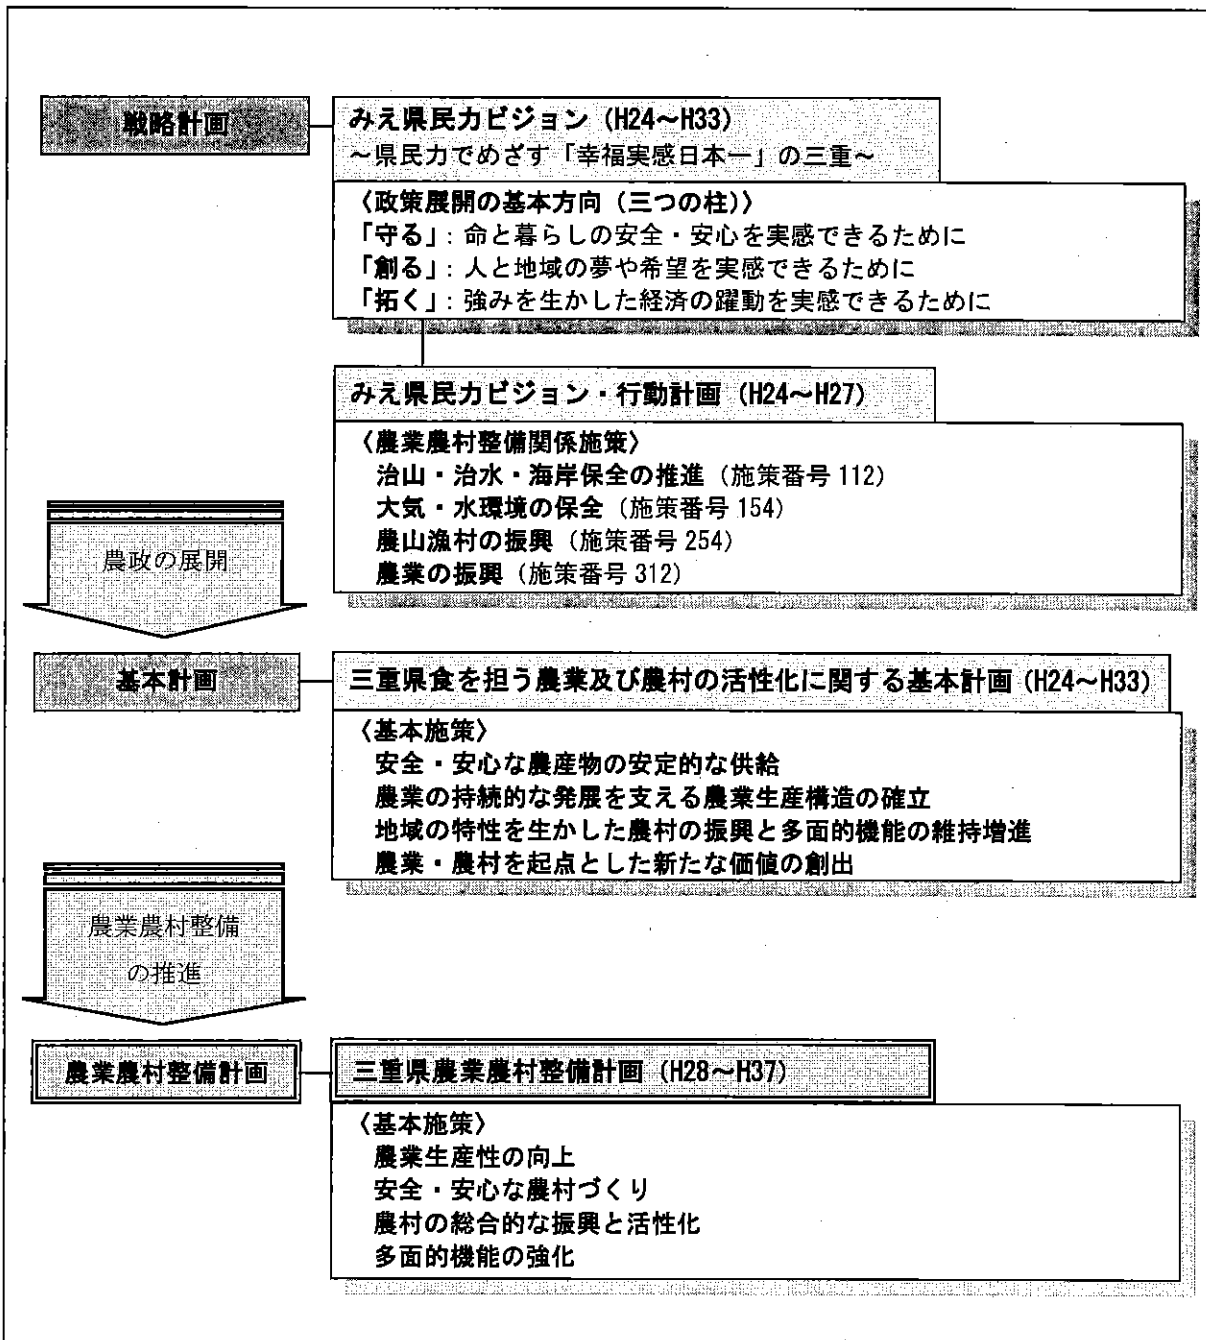 戦略計画
みえ県民力ビジョン（H24～H33）
～県民力でめざす「幸福実感日本一」の三重～
〈政策展開の基本方向（三つの柱）〉
「守る」：命と暮らしの安全・安心を実感できるために
「創る」：人と地域の夢や希望を実感できるために
「拓く」：強みを生かした経済の躍動を実感できるために
みえ県民力ビジョン・行動計画（H24～H27）
〈農業農村整備関係施策〉
治山・治水・海岸保全の推進（施策番号 112）
大気・水環境の保全（施策番号 154）
農山漁村の振興（施策番号 254）
農業の振興（施策番号 312）
農政の展開
基本計画
三重県食を担う農業及び農村の活性化に関する基本計画（H24～H33）
〈基本施策〉
安全・安心な農産物の安定的な供給
農業の持続的な発展を支える農業生産構造の確立
地域の特性を生かした農村の振興と多面的機能の維持増進
農業・農村を起点とした新たな価値の創出
農業農村整備
の推進
農業農村整備計画
三重県農業農村整備計画（H28～H37）
〈基本施策〉
農業生産性の向上
安全・安心な農村づくり
農村の総合的な振興と活性化
多面的機能の強化